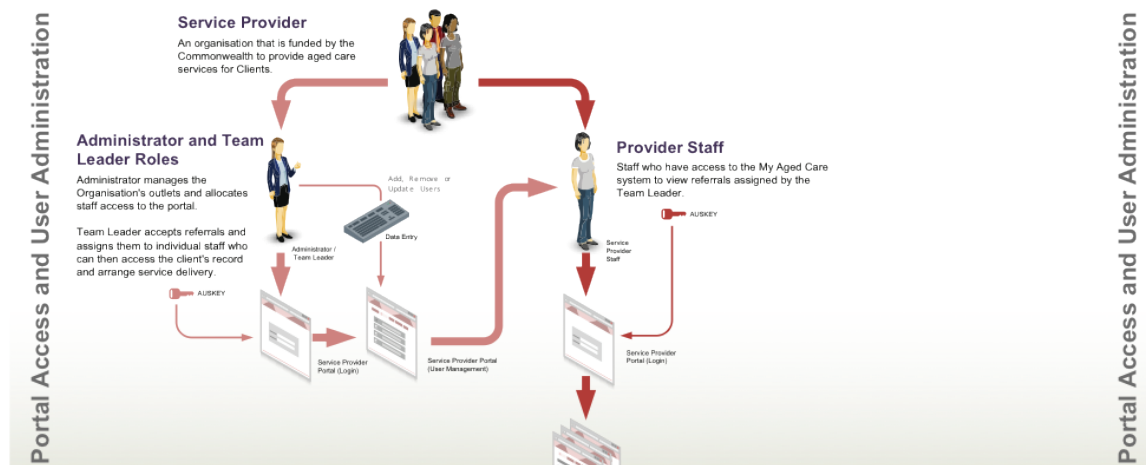 Portal Access and User Administration
Service Provider
An organisation that is funded by the
Commonwealth to provide aged care
services for Clients.
Administrator and Team
Leader Roles
Administrator manages the
Organisation's outlets and allocates
staff access to the portal.
Team Leader accepts referrals and
assigns them to individual staff who
can then access the client's record
and arrange service delivery.
AUSKEY
Administrator /
Team Leader
Add, Remove or
Update Users
Data Entry
Service Provider
Portal (Login)
Service Provider Portal
(User Management)
Provider Staff
Staff who have access to the My Aged Care
system to view referrals assigned by the
Team Leader.
AUSKEY
Service
Provider
Staff
Service Provider
Portal (Login)
Portal Access and User Administration